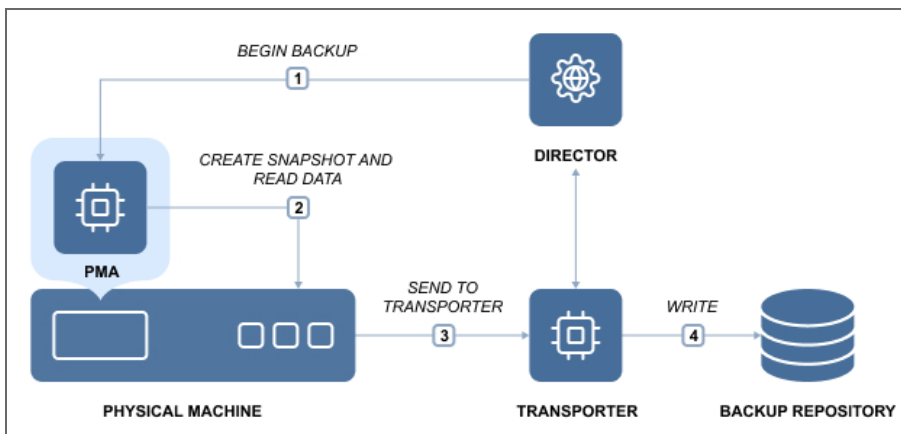 BEGIN BACKUP
1
DIRECTOR
CREATE SNAPSHOT AND
READ DATA
2
PMA
SEND TO
TRANSPORTER
3
WRITE
4
PHYSICAL MACHINE
TRANSPORTER
BACKUP REPOSITORY